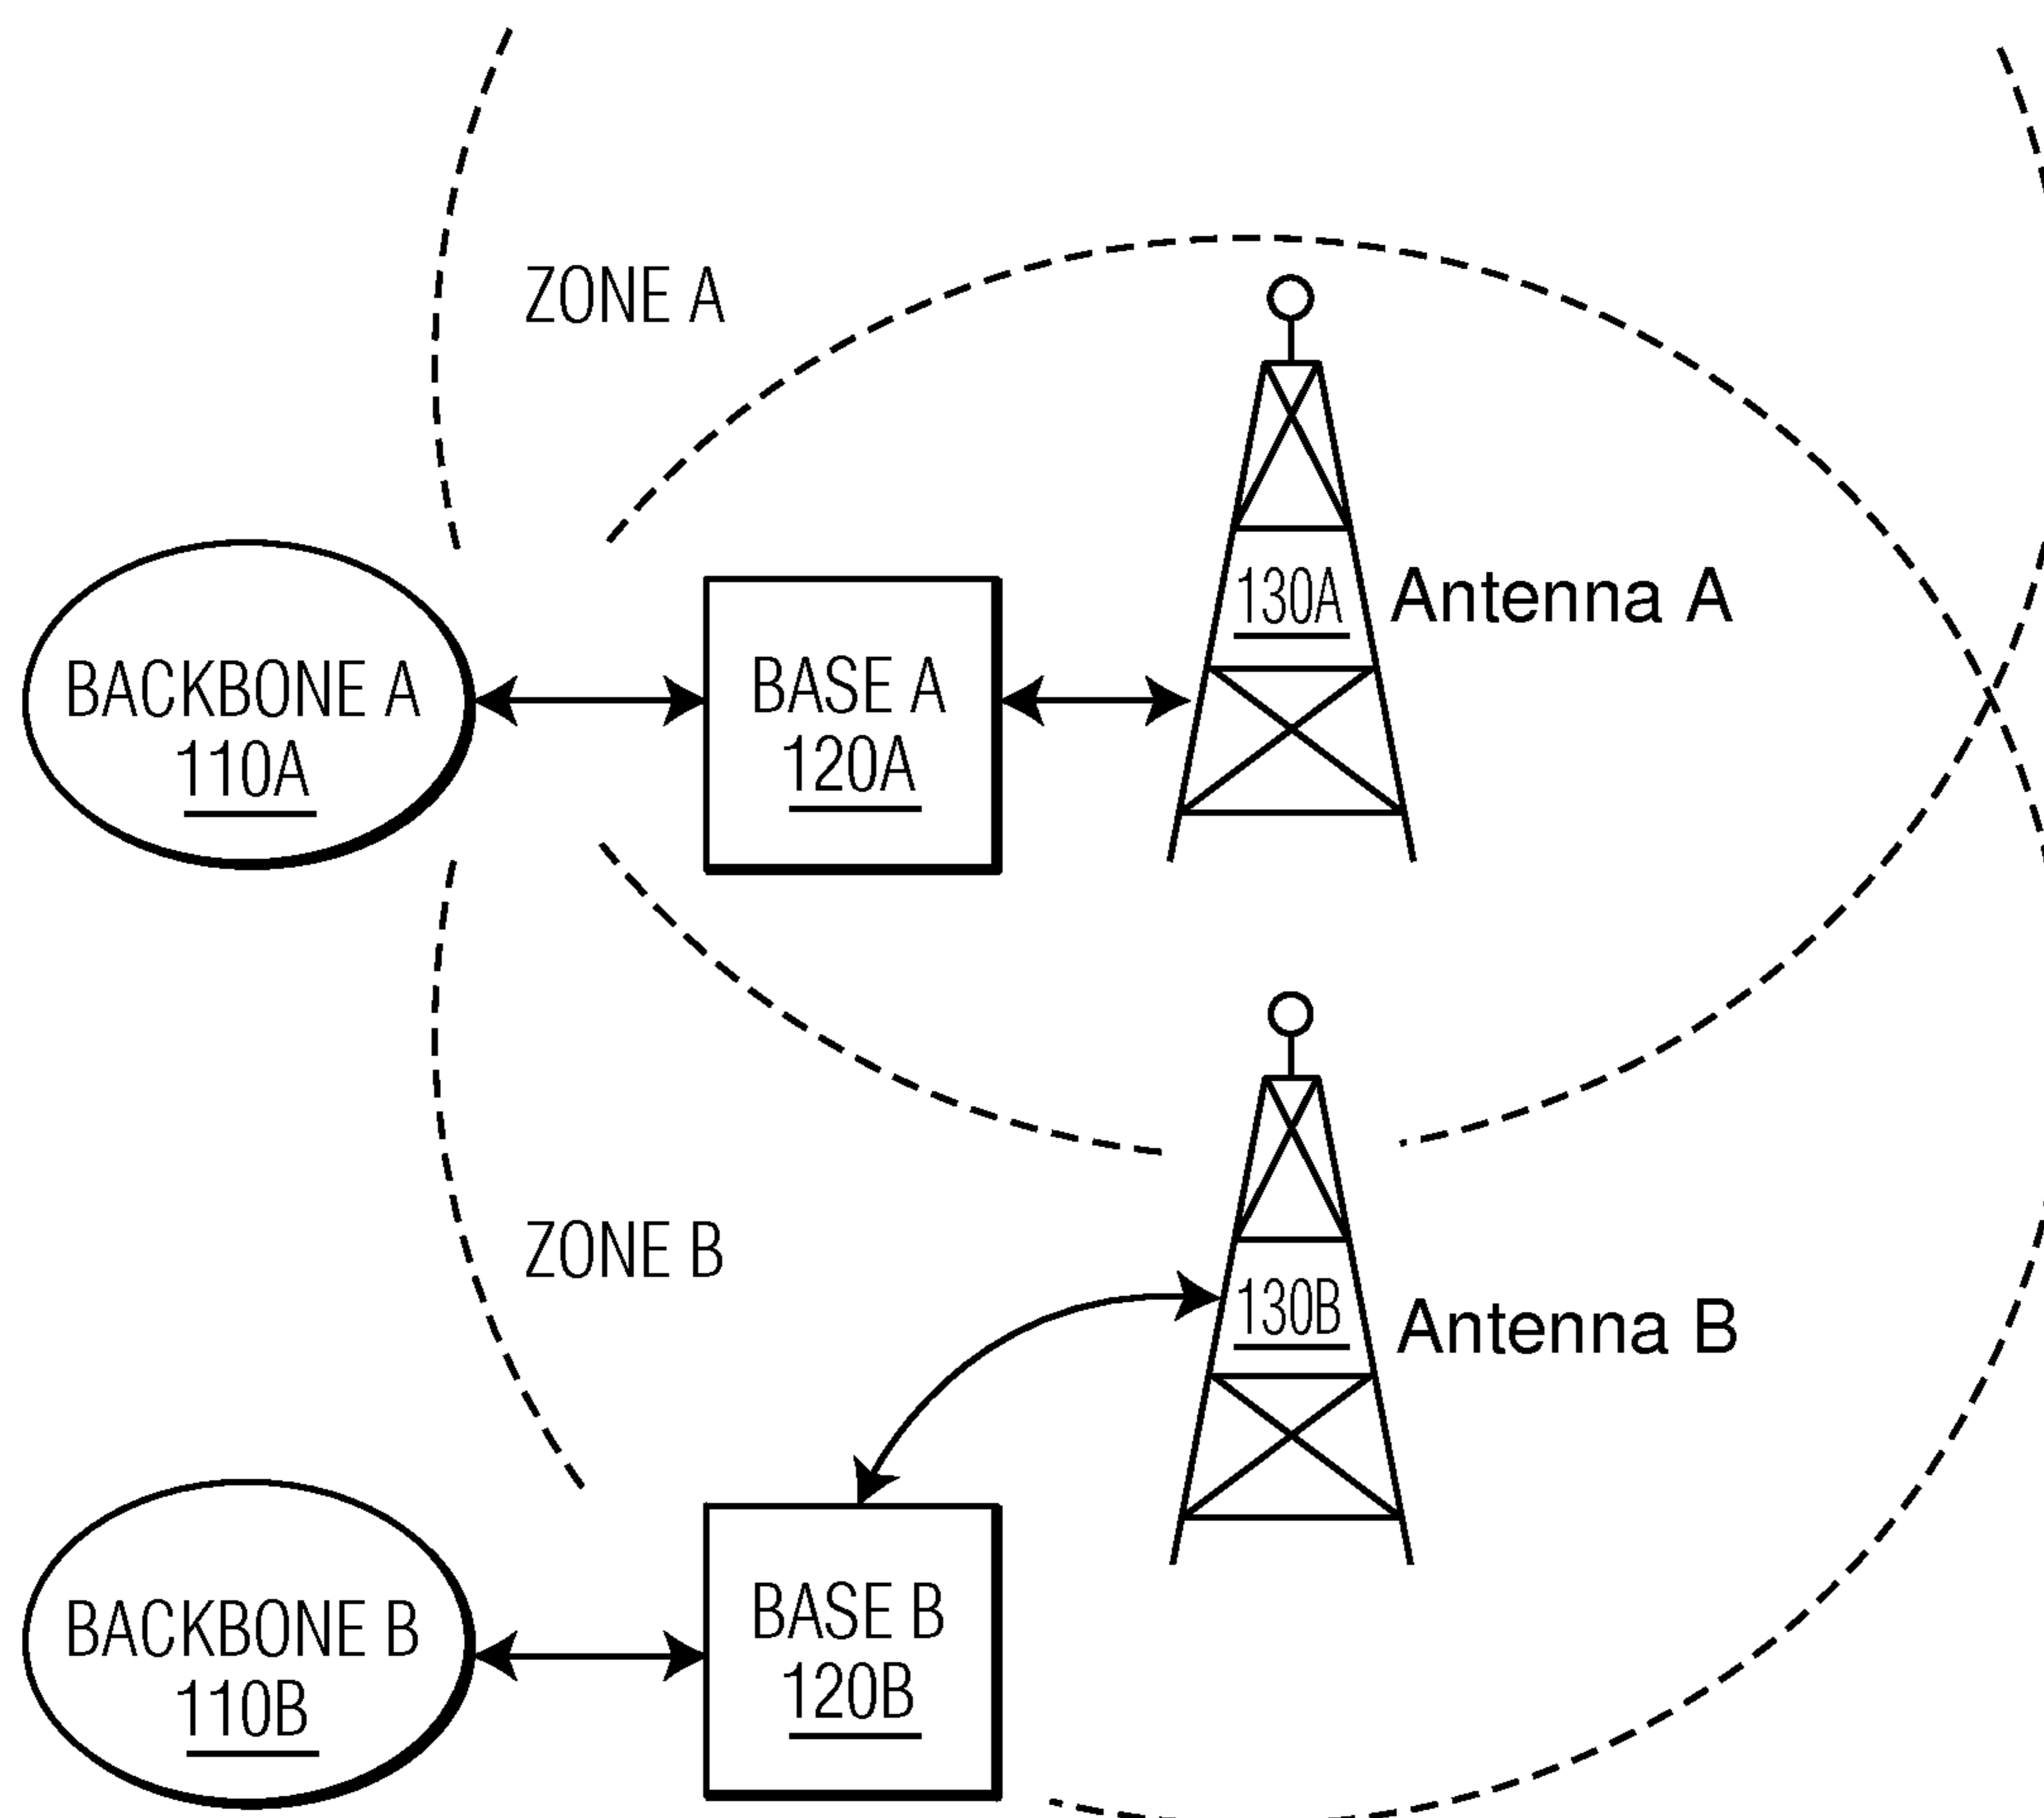 ZONE A
BACKBONE A
110A
BASE A
120A
130A
Antenna A
ZONE B
130B
Antenna B
BACKBONE B
110B
BASE B
120B